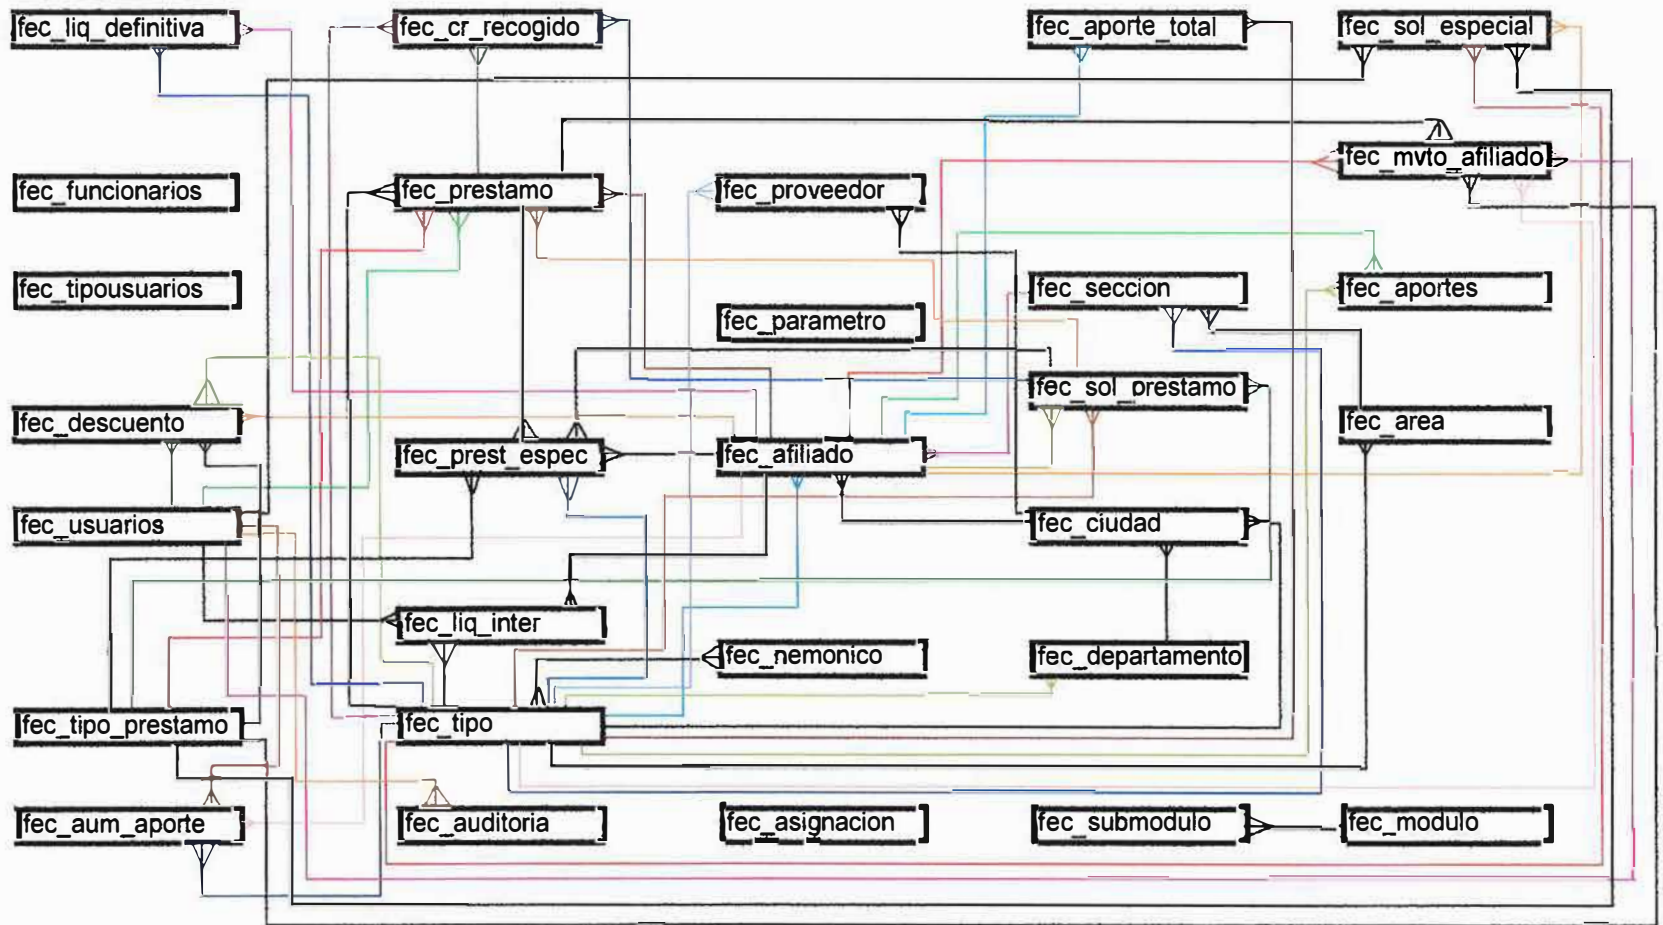 fec_liq_definitiva
fec_cr_recogido
fec_aporte_total
fec_sol_especial
fec_mvto_afiliado
fec_funcionarios
fec_prestamo
fec_proveedor
fec_tipousuarios
fec_seccion
fec_aportes
fec_parametro
fec_sol_prestamo
fec_descuento
fec_area
fec_prest_espec
fec_afiliado
fec_usuarios
fec_ciudad
fec_liq_inter
fec_nemonico
fec_departamento
fec_tipo_prestamo
fec_tipo
fec_aum_aporte
fec_auditoria
fec_asignacion
fec_submodulo
fec_modulo